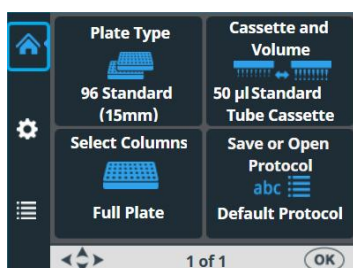 Plate Type
96 Standard
(15mm)
Cassette and
Volume
50 µl Standard
Tube Cassette
Select Columns
Full Plate
Save or Open
Protocol
abc
Default Protocol
1 of 1
OK